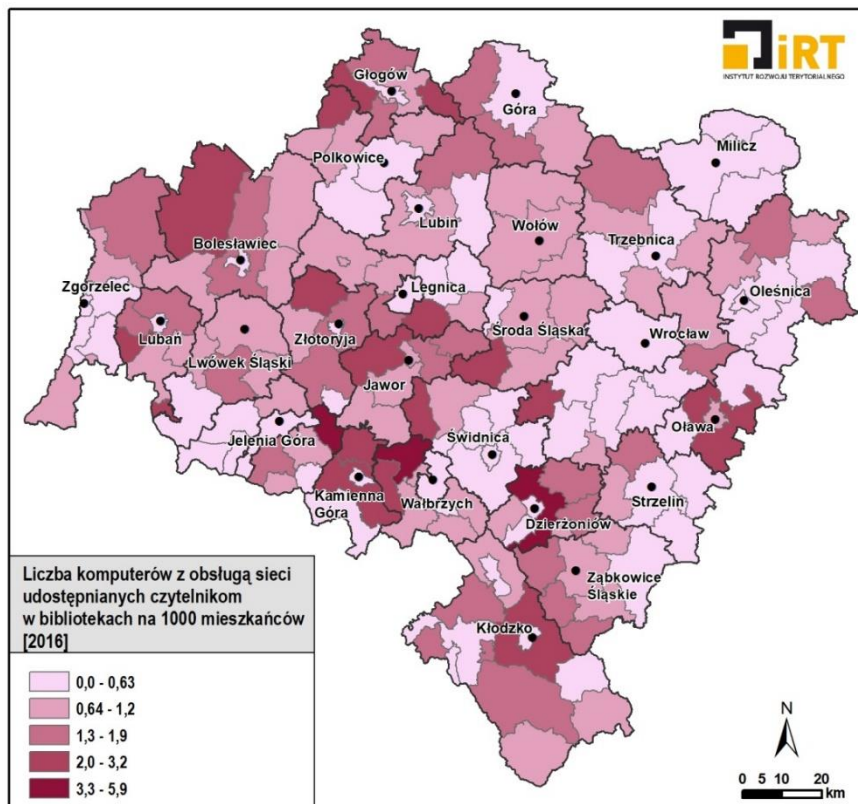 iRT
INSTYTUT ROZWOJU TERYTORIALNEGO
Głogów
Góra
Milicz
Polkowice
Lubin
Wołów
Trzebnica
Bolesławiec
Zgorzelec
Legnica
Oleśnica
Lubań
Złotoryja
Środa Śląska
Wrocław
Lwówek Śląski
Jawor
Jelenia Góra
Świdnica
Oława
Kamienna
Góra
Wałbrzych
Strzelin
Dzierżoniów
Ząbkowice
Śląskie
Kłodzko
Liczba komputerów z obsługą sieci
udostępnianych czytelnikom
w bibliotekach na 1000 mieszkańców
[2016]
0,0 - 0,63
0,64 - 1,2
1,3 - 1,9
2,0 - 3,2
3,3 - 5,9
N
0 5 10 20
km